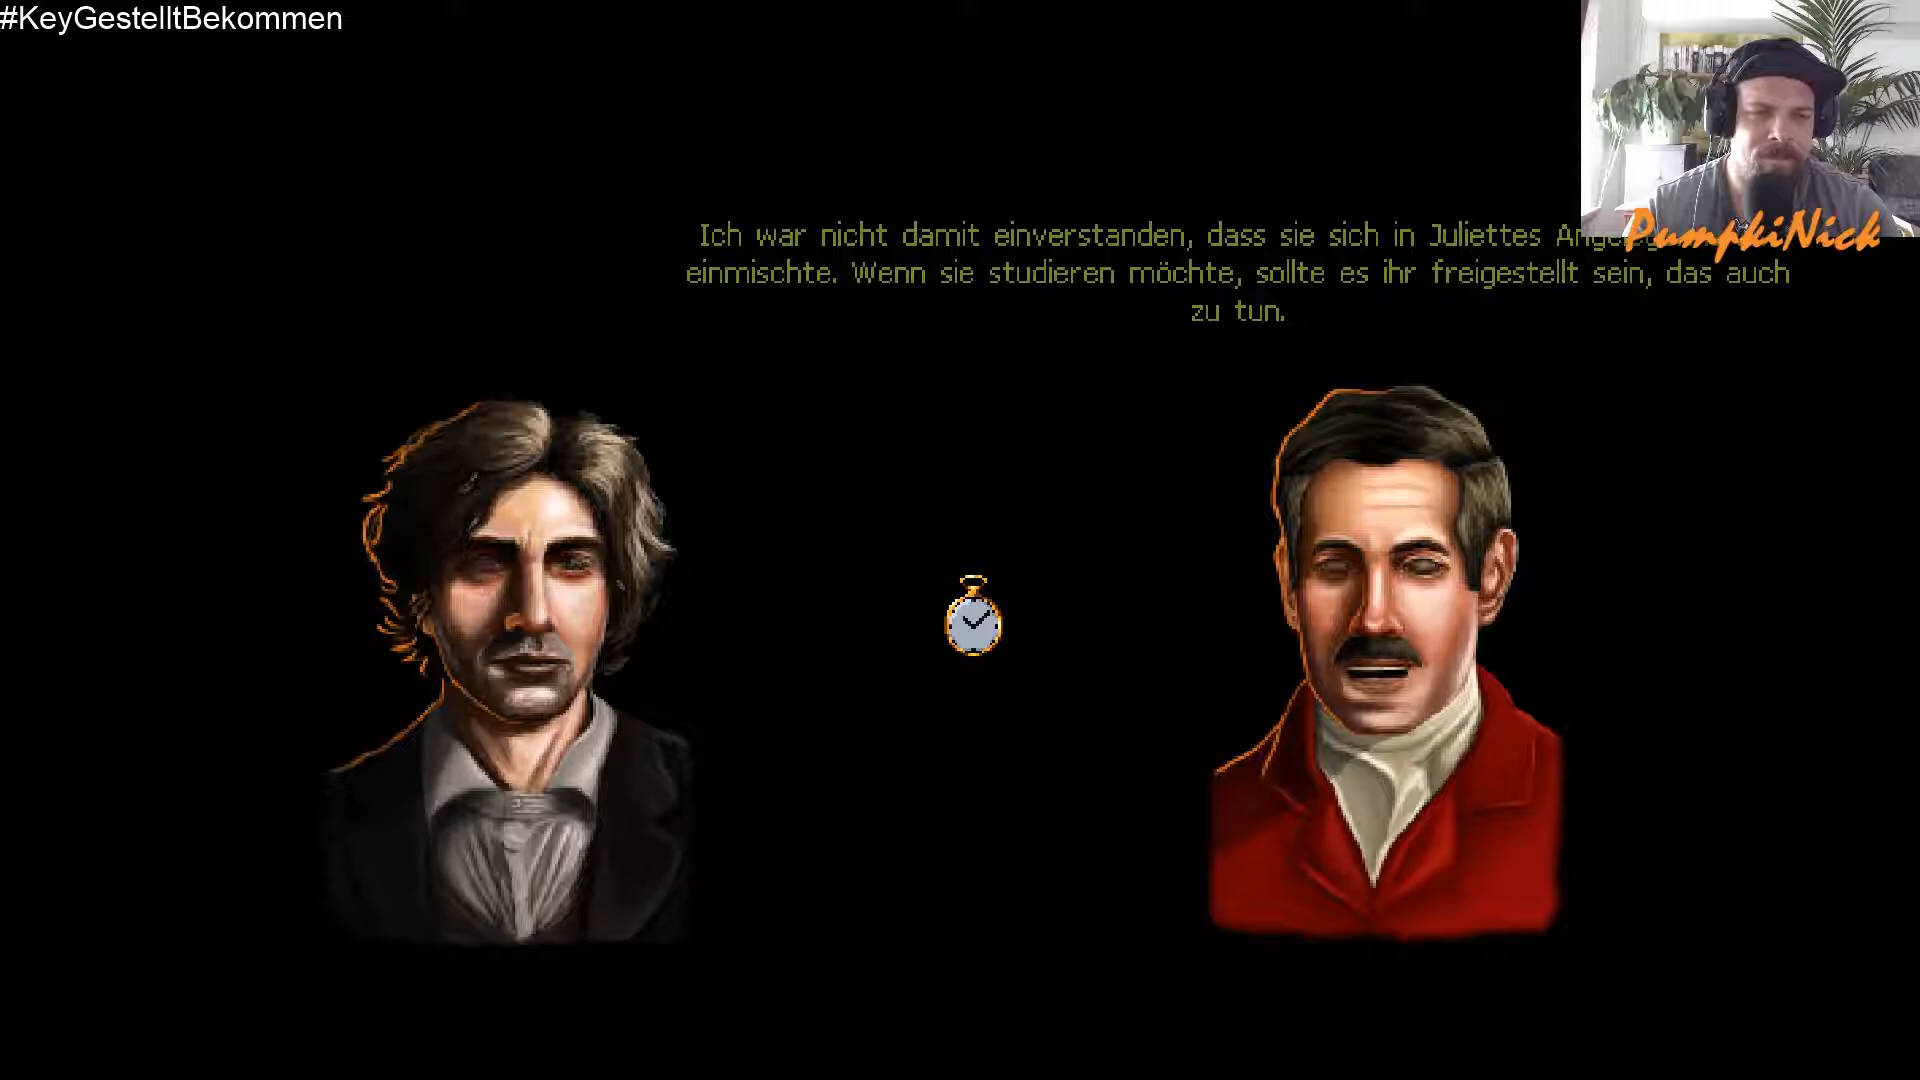 #KeyGestelltBekommen
Ich war nicht damit einverstanden, dass sie sich in Juliettes
PumpkiNick
einmischte. Wenn sie studieren möchte, sollte es ihr freigestellt sein, das auch
zu tun.